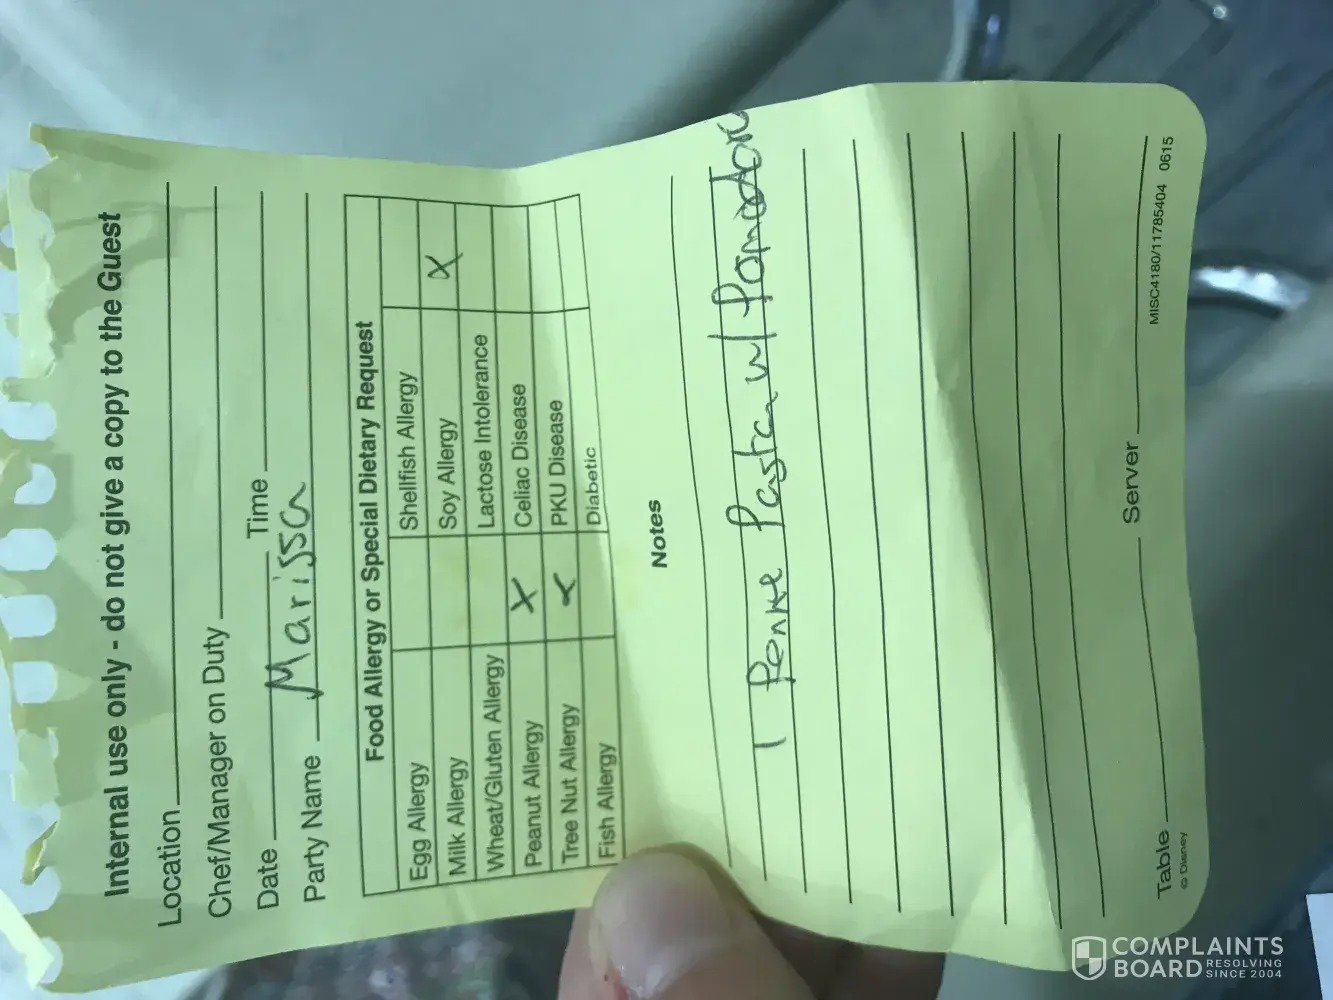 Internal use only - do not give a copy to the Guest
Location
Chef/Manager on Duty
Date Time
Party Name Marissa
Food Allergy or Special Dietary Request
Egg Allergy Shellfish Allergy
Milk Allergy Soy Allergy X
Wheat/Gluten Allergy Lactose Intolerance
Peanut Allergy X Celiac Disease
Tree Nut Allergy X PKU Disease
Fish Allergy Diabetic
Notes
1 Penne Pasta w/ Pomodoro
Table Server
© Disney MISC4180/11785404 0615
COMPLAINTS
BOARD RESOLVING
SINCE 2004